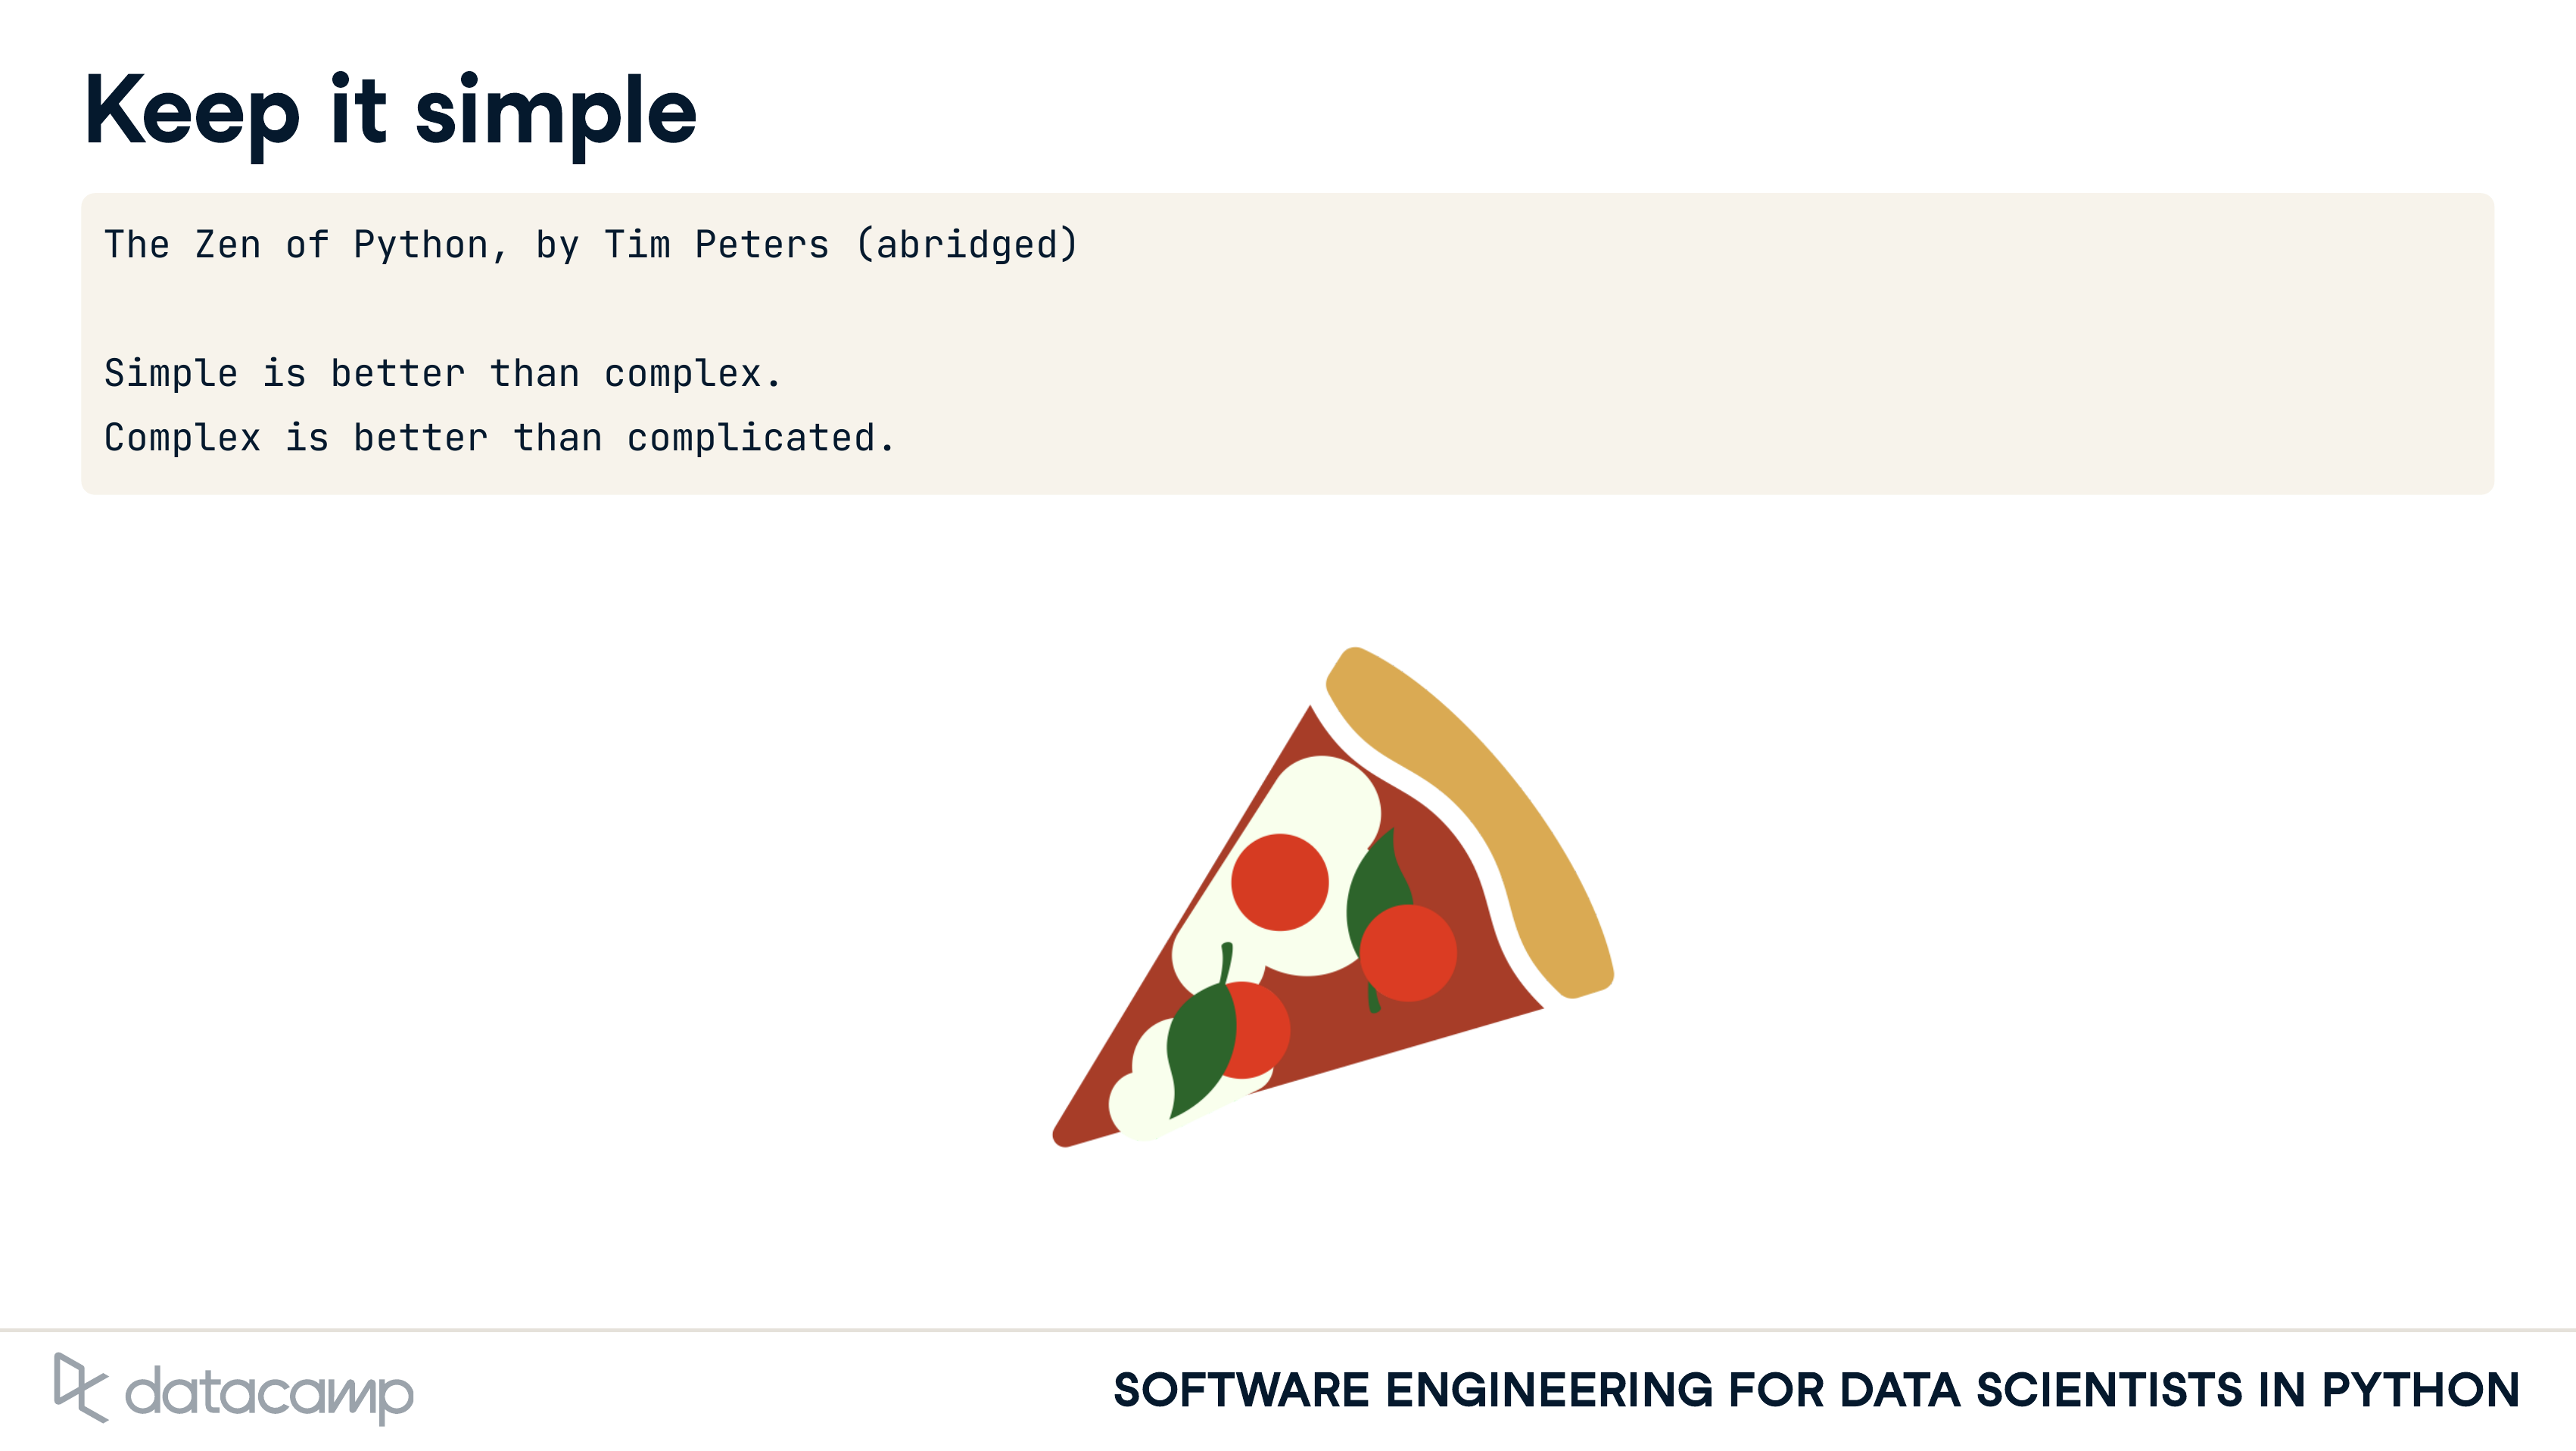 Keep it simple
The Zen of Python, by Tim Peters (abridged)
Simple is better than complex.
Complex is better than complicated.
datacamp
SOFTWARE ENGINEERING FOR DATA SCIENTISTS IN PYTHON